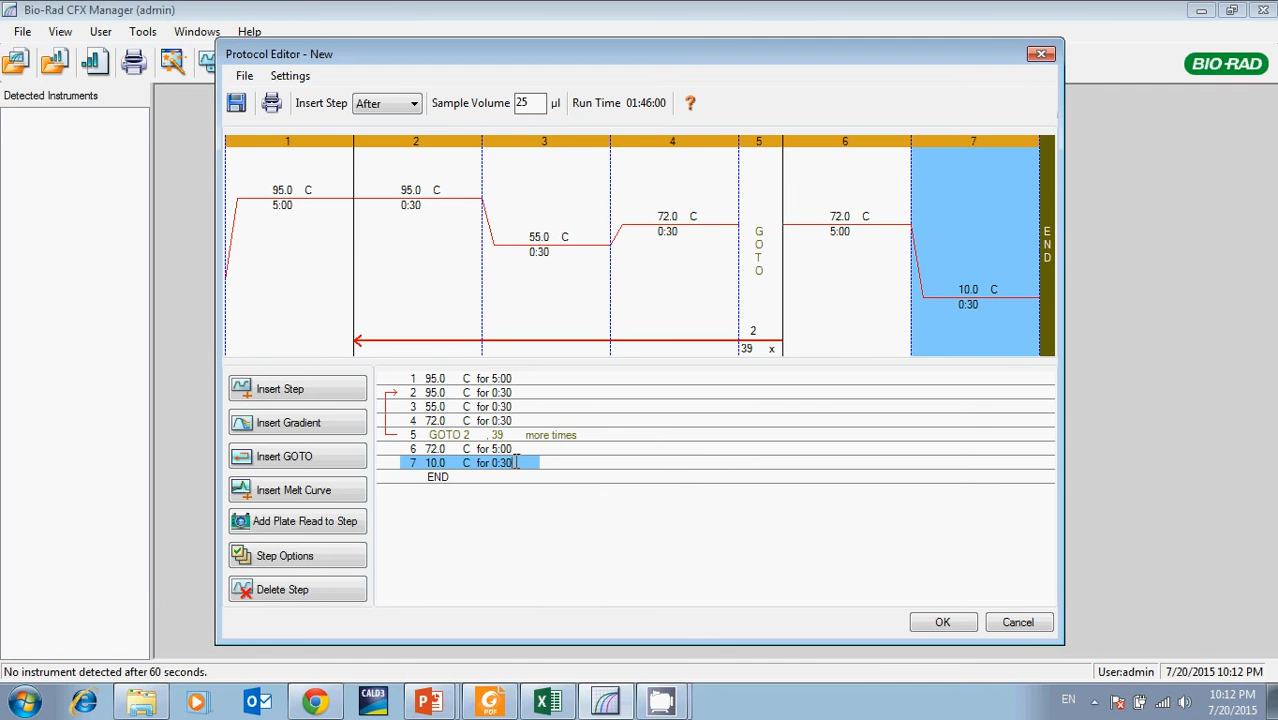 Bio-Rad CFX Manager (admin)
File View User Tools Windows Help
BIO-RAD
Detected Instruments
Protocol Editor - New
File Settings
Insert Step After Sample Volume 25 µl Run Time 01:46:00 ?
1 2 3 4 5 6 7
95.0 C
5:00
95.0 C
0:30
55.0 C
0:30
72.0 C
0:30
GOTO
2
39 x
72.0 C
5:00
10.0 C
0:30
END
Insert Step
Insert Gradient
Insert GOTO
Insert Melt Curve
Add Plate Read to Step
Step Options
Delete Step
1 95.0 C for 5:00
2 95.0 C for 0:30
3 55.0 C for 0:30
4 72.0 C for 0:30
5 GOTO 2 , 39 more times
6 72.0 C for 5:00
7 10.0 C for 0:30
END
OK Cancel
No instrument detected after 60 seconds.
User:admin 7/20/2015 10:12 PM
CALD3
PDF
EN
10:12 PM
7/20/2015